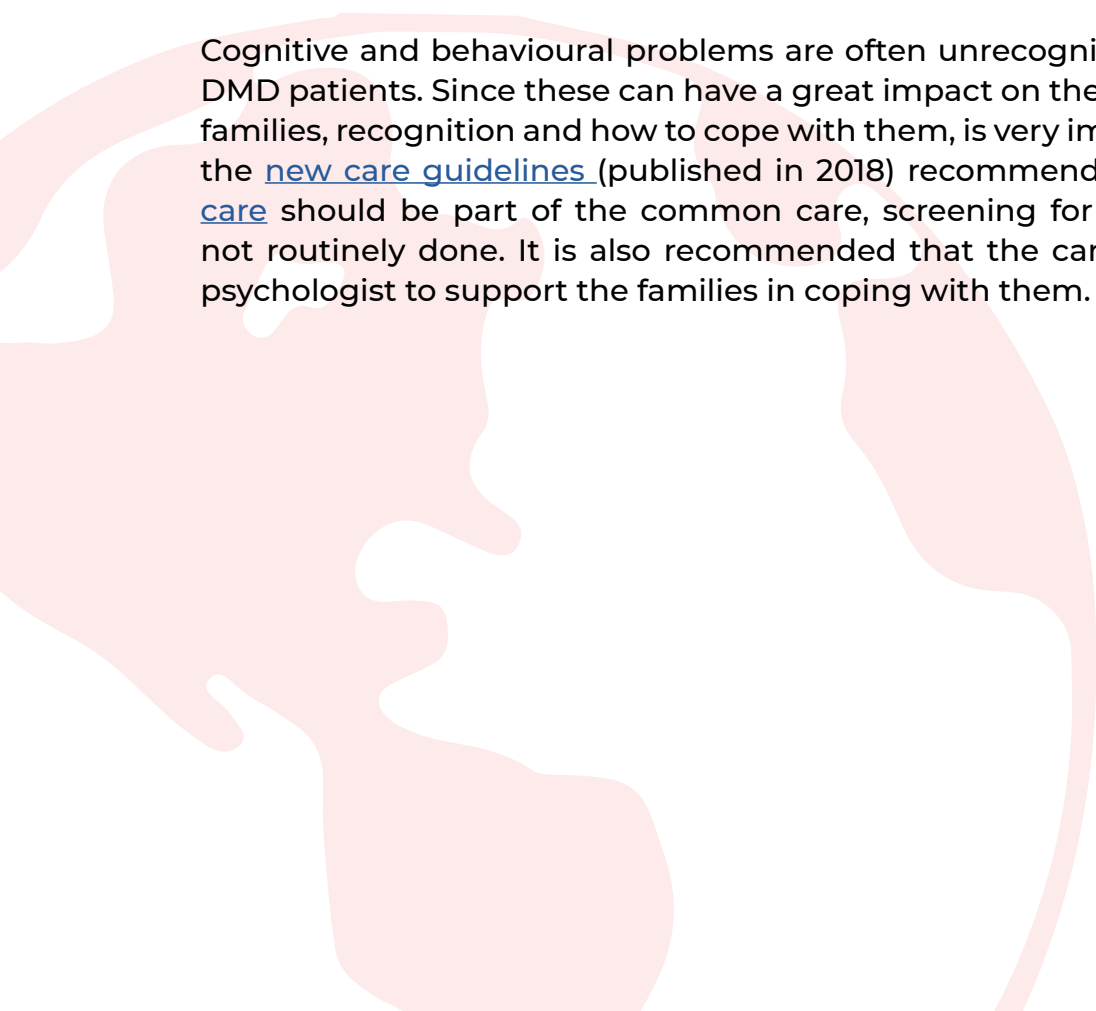 Cognitive and behavioural problems are often unrecogni
DMD patients. Since these can have a great impact on the
families, recognition and how to cope with them, is very im
the new care guidelines (published in 2018) recommend
care should be part of the common care, screening for
not routinely done. It is also recommended that the car
psychologist to support the families in coping with them.